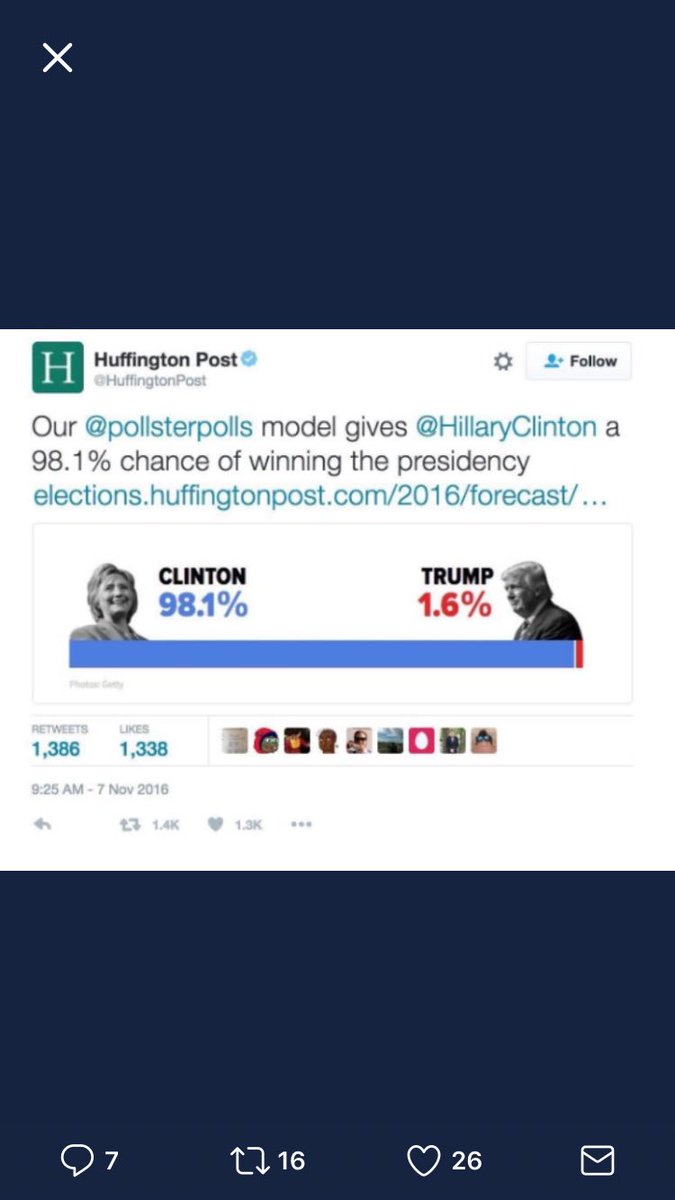 Huffington Post
@HuffingtonPost
Follow
Our @pollsterpolls model gives @HillaryClinton a
98.1% chance of winning the presidency
elections.huffingtonpost.com/2016/forecast/...
CLINTON
98.1%
TRUMP
1.6%
Photos: Getty
RETWEETS
1,386
LIKES
1,338
9:25 AM - 7 Nov 2016
1.4K
1.3K
7
16
26